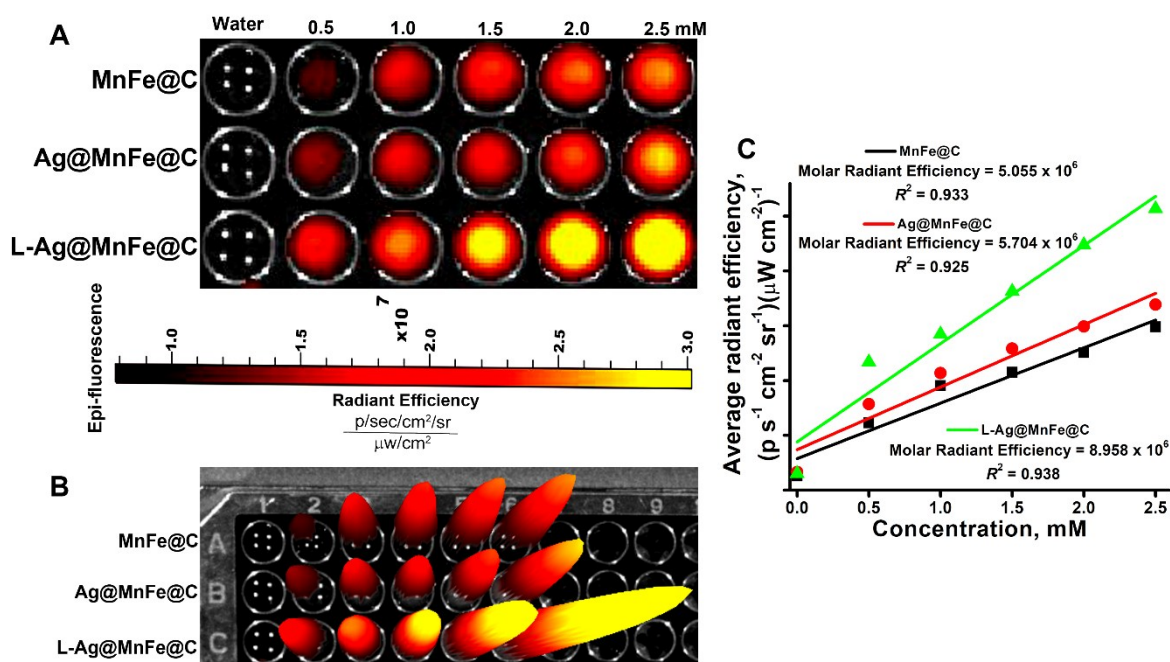 A
Water 0.5 1.0 1.5 2.0 2.5 mM
MnFe@C
Ag@MnFe@C
L-Ag@MnFe@C
Epi-fluorescence
1.0 1.5 x10 7 2.0 2.5 3.0
Radiant Efficiency
p/sec/cm²/sr
µw/cm²
B
1 2 5 6 8 9
A
B
C
MnFe@C
Ag@MnFe@C
L-Ag@MnFe@C
C
Average radiant efficiency,
(p s⁻¹ cm⁻² sr⁻¹)(µW cm⁻²)⁻¹
MnFe@C
Molar Radiant Efficiency = 5.055 x 10⁶
R² = 0.933
Ag@MnFe@C
Molar Radiant Efficiency = 5.704 x 10⁶
R² = 0.925
L-Ag@MnFe@C
Molar Radiant Efficiency = 8.958 x 10⁶
R² = 0.938
0.0 0.5 1.0 1.5 2.0 2.5
Concentration, mM